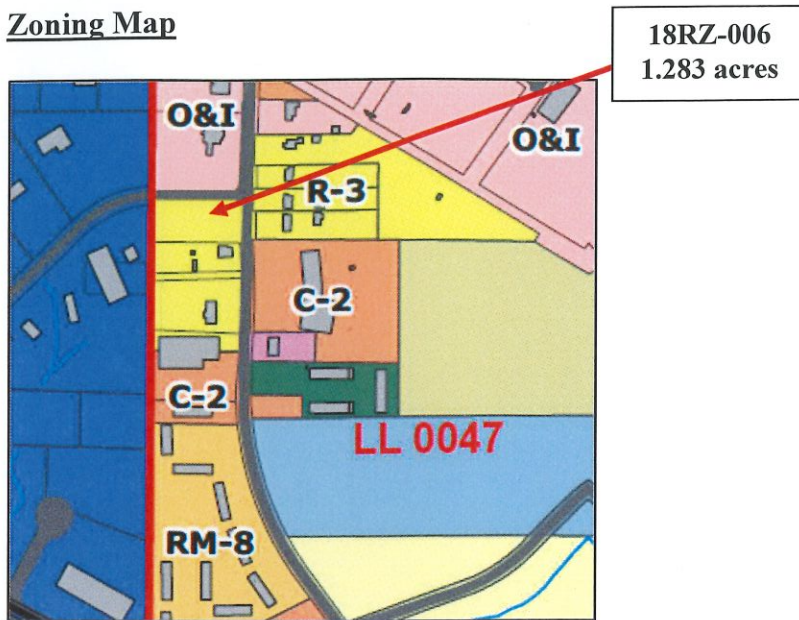 Zoning Map
18RZ-006
1.283 acres
O&I
O&I
R-3
C-2
C-2
LL 0047
RM-8